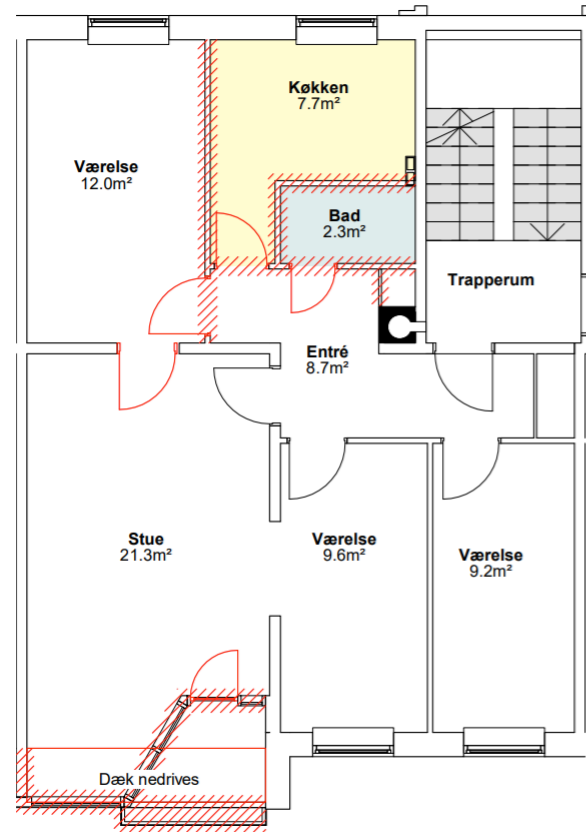 Køkken
7.7m²
Værelse
12.0m²
Bad
2.3m²
Trapperum
Entré
8.7m²
Stue
21.3m²
Værelse
9.6m²
Værelse
9.2m²
Dæk nedrives